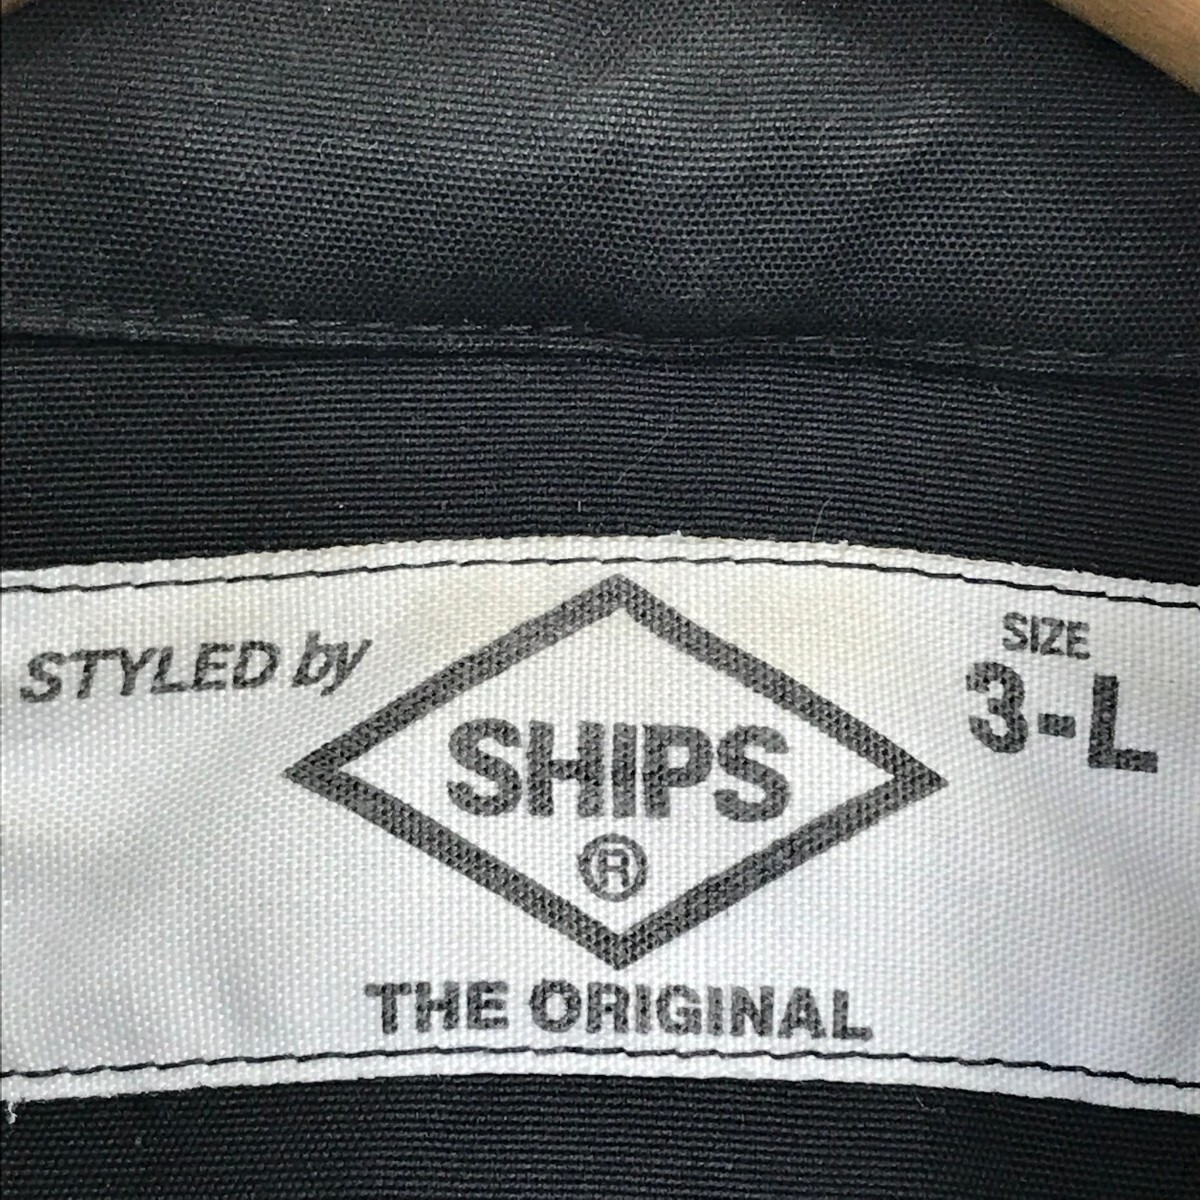 STYLED by
SHIPS
®
THE ORIGINAL
SIZE
3-L